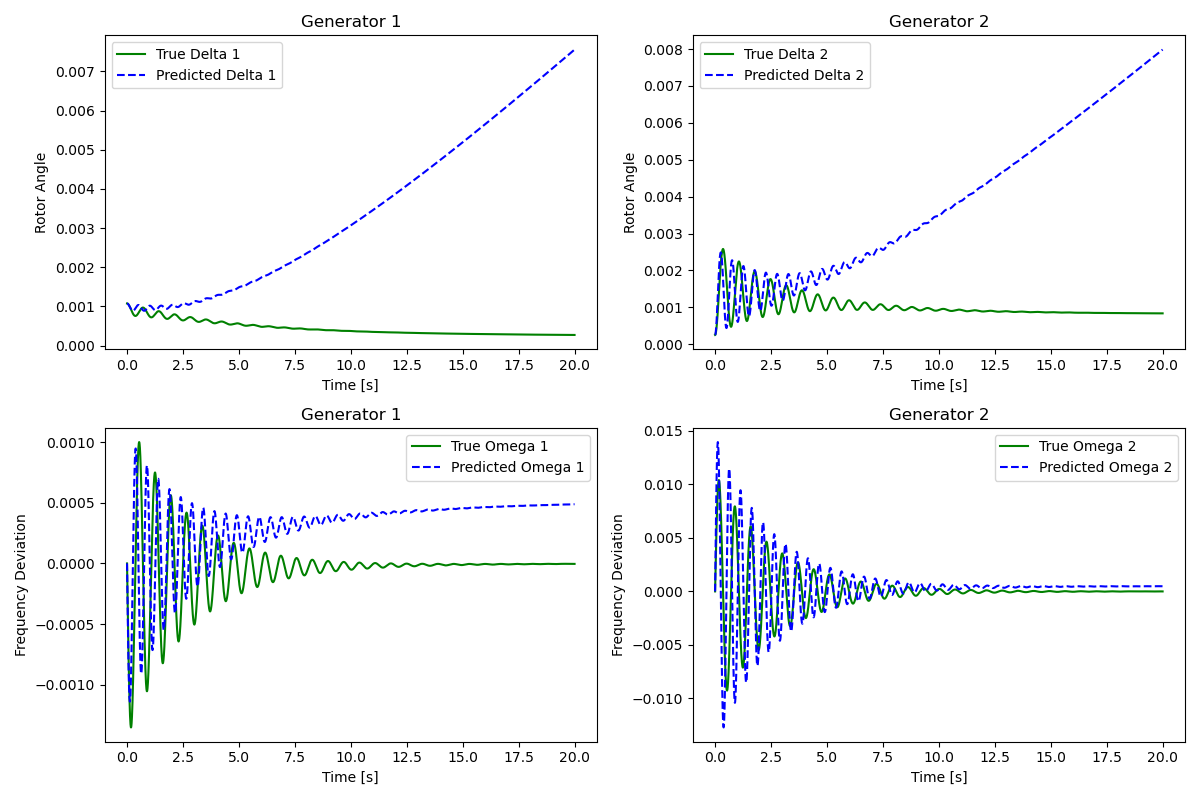 Generator 1
True Delta 1
Predicted Delta 1
Rotor Angle
0.007
0.006
0.005
0.004
0.003
0.002
0.001
0.000
0.0 2.5 5.0 7.5 10.0 12.5 15.0 17.5 20.0
Time [s]
Generator 2
True Delta 2
Predicted Delta 2
Rotor Angle
0.008
0.007
0.006
0.005
0.004
0.003
0.002
0.001
0.000
0.0 2.5 5.0 7.5 10.0 12.5 15.0 17.5 20.0
Time [s]
Generator 1
True Omega 1
Predicted Omega 1
Frequency Deviation
0.0010
0.0005
0.0000
−0.0005
−0.0010
0.0 2.5 5.0 7.5 10.0 12.5 15.0 17.5 20.0
Time [s]
Generator 2
True Omega 2
Predicted Omega 2
Frequency Deviation
0.015
0.010
0.005
0.000
−0.005
−0.010
0.0 2.5 5.0 7.5 10.0 12.5 15.0 17.5 20.0
Time [s]